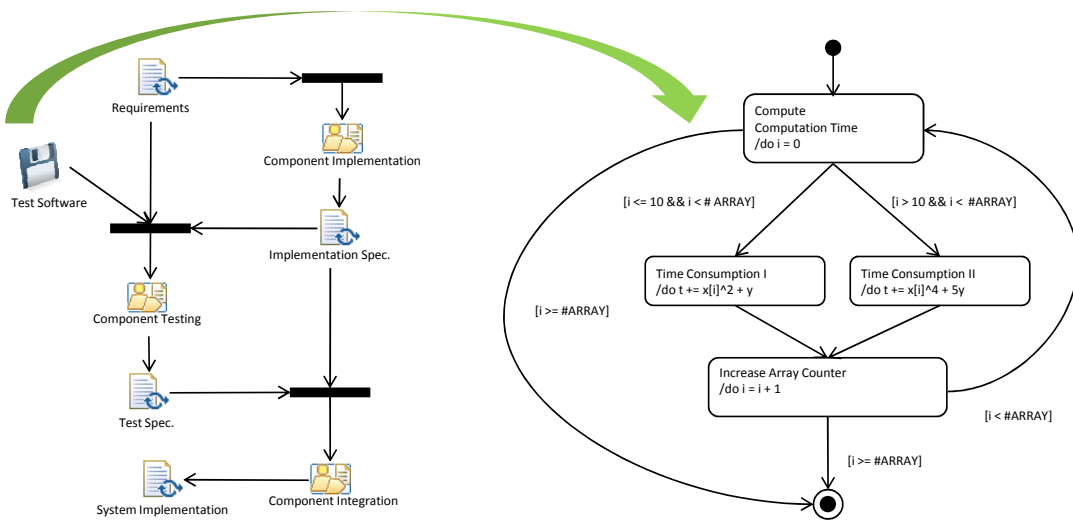 Requirements
Component Implementation
Test Software
Implementation Spec.
Component Testing
Test Spec.
System Implementation
Component Integration
Compute
Computation Time
/do i = 0
[i <= 10 && i < # ARRAY]
[i > 10 && i <  #ARRAY]
Time Consumption I
/do t += x[i]^2 + y
Time Consumption II
/do t += x[i]^4 + 5y
[i >= #ARRAY]
Increase Array Counter
/do i = i + 1
[i < #ARRAY]
[i >= #ARRAY]